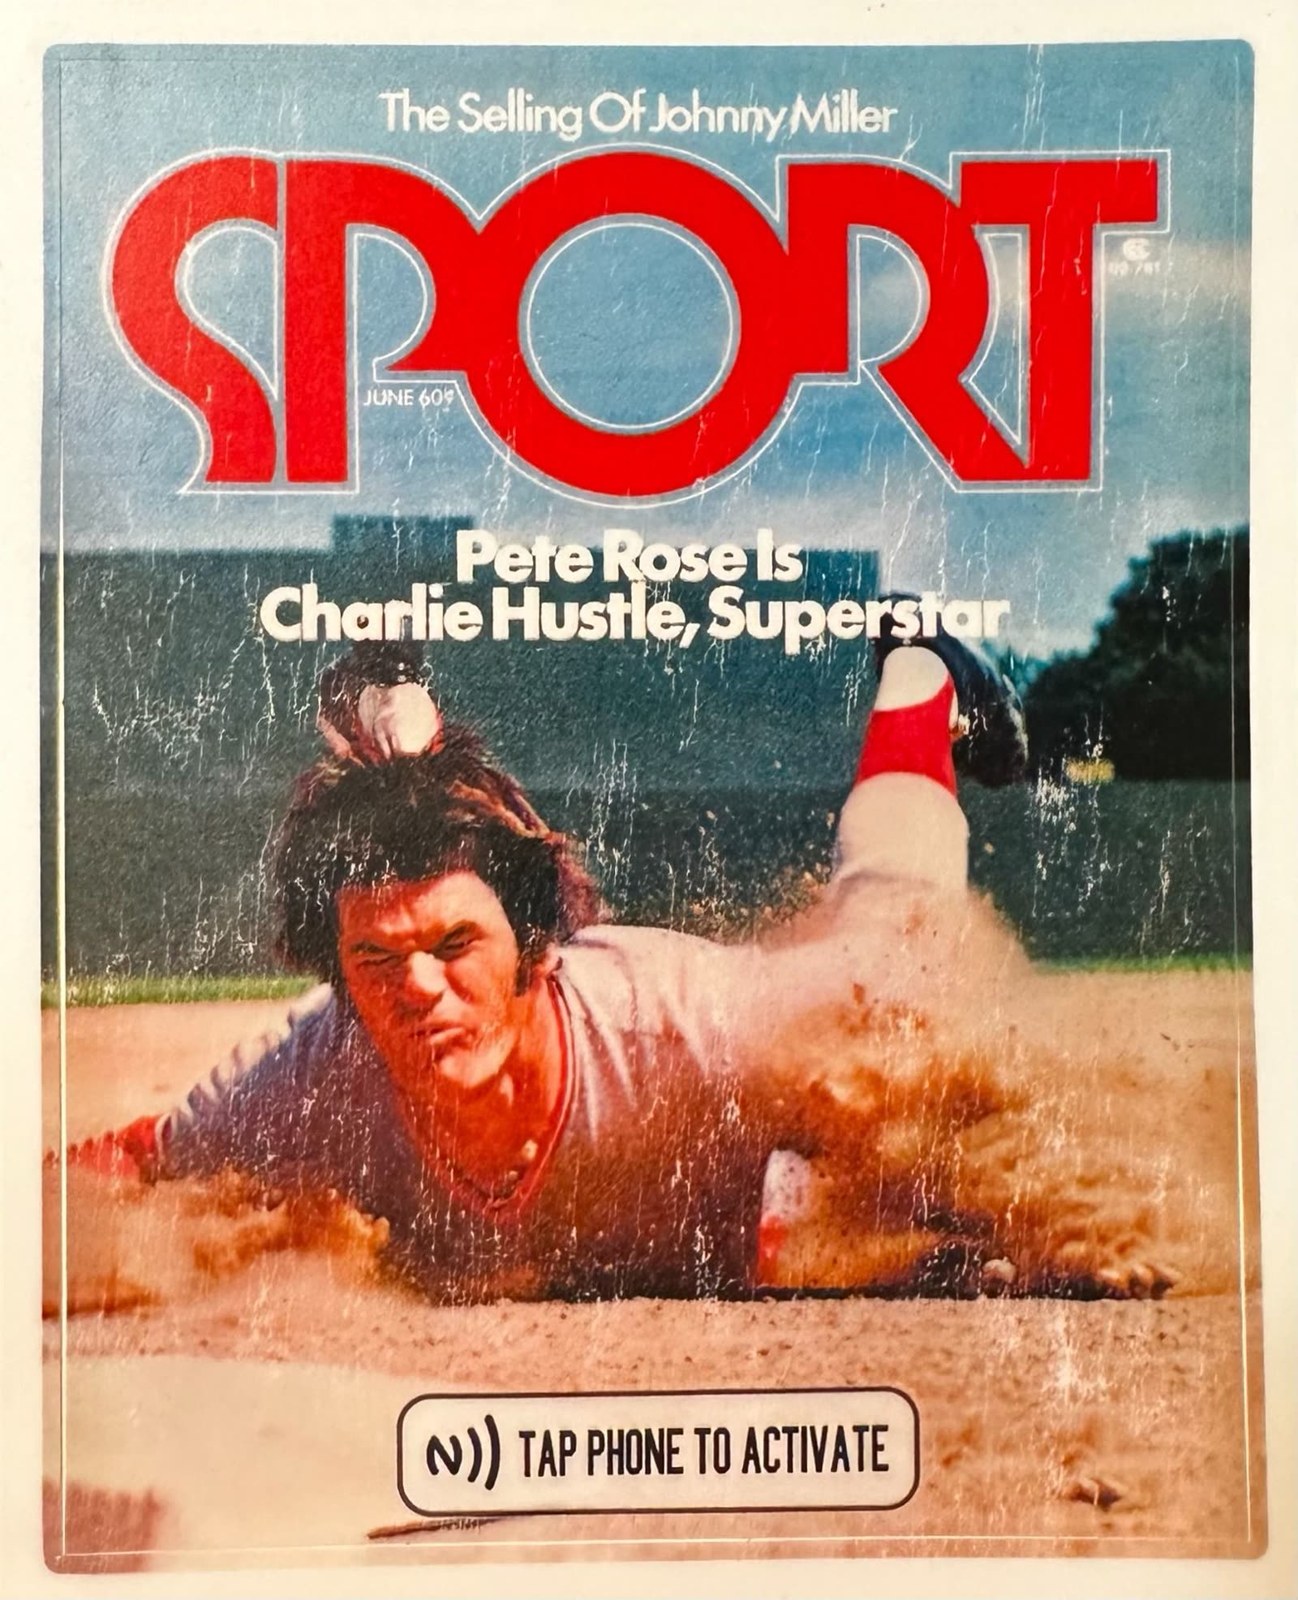 The Selling Of Johnny Miller
SPORT
JUNE 60¢
Pete Rose Is
Charlie Hustle, Superstar
TAP PHONE TO ACTIVATE